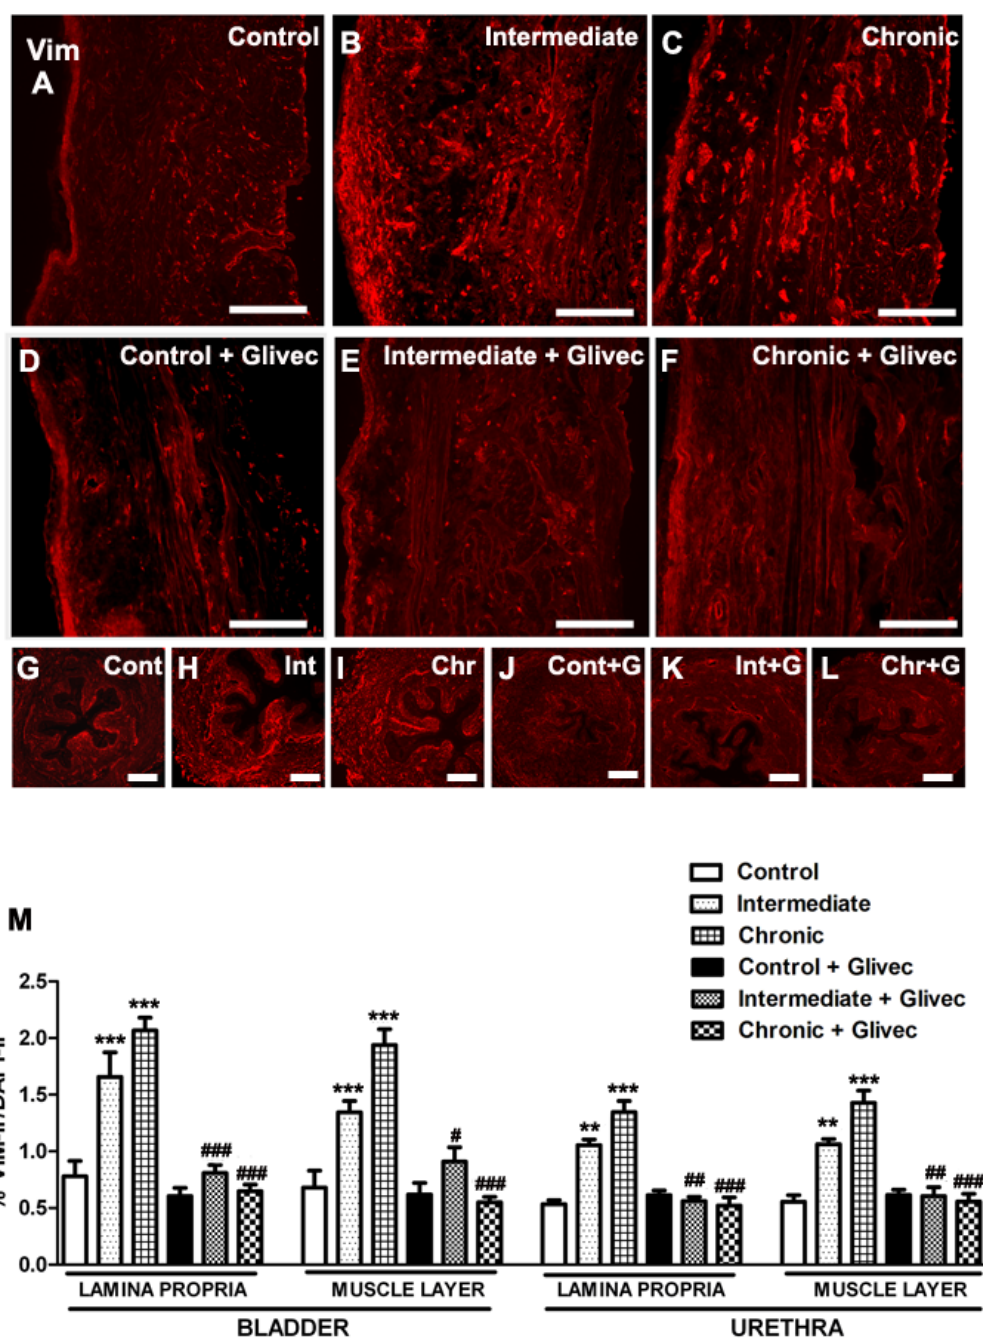 Vim
A
Control
B
Intermediate
C
Chronic
D
Control + Glivec
E
Intermediate + Glivec
F
Chronic + Glivec
G
Cont
H
Int
I
Chr
J
Cont+G
K
Int+G
L
Chr+G
Control
Intermediate
Chronic
Control + Glivec
Intermediate + Glivec
Chronic + Glivec
M
2.5
2.0
1.5
1.0
0.5
0.0
***
***
***
***
**
***
**
***
###
###
#
###
##
###
##
###
LAMINA PROPRIA
MUSCLE LAYER
LAMINA PROPRIA
MUSCLE LAYER
BLADDER
URETHRA